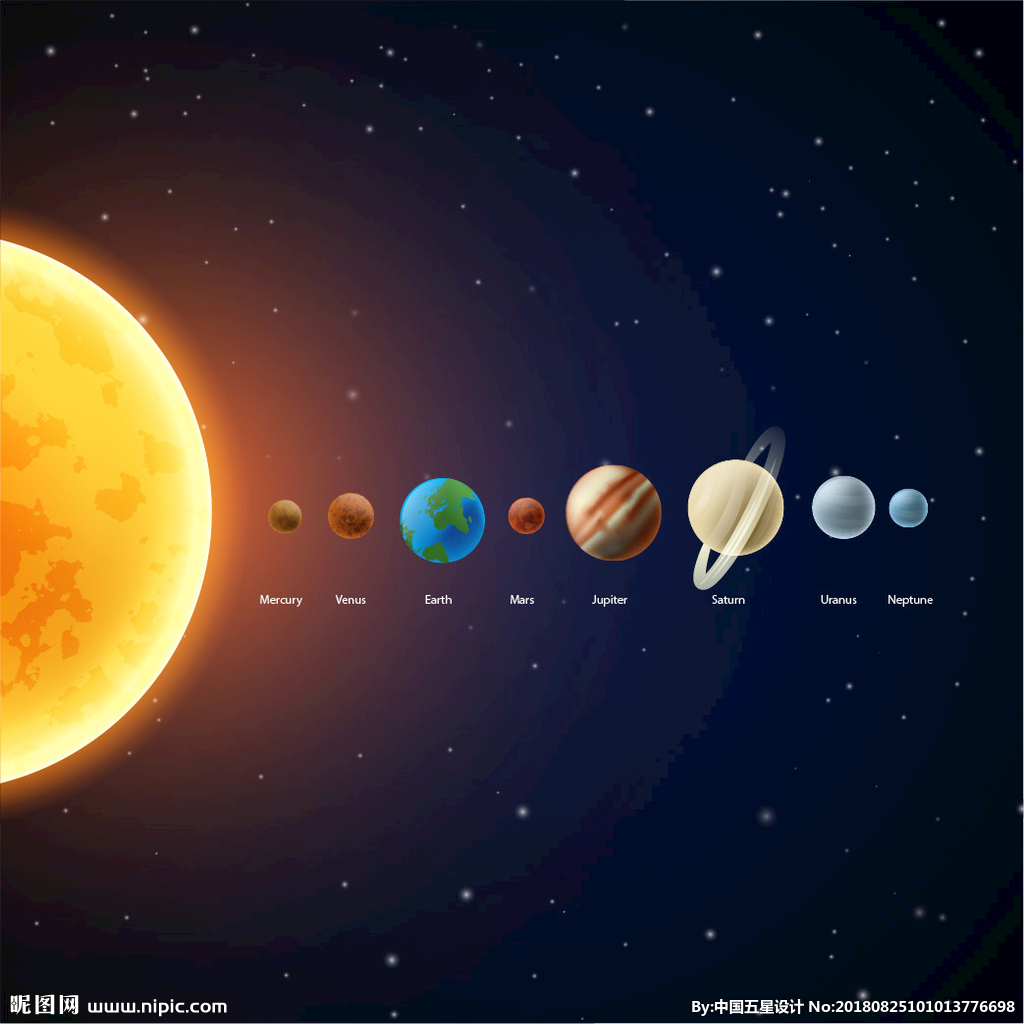 Mercury Venus Earth Mars Jupiter Saturn Uranus Neptune
昵图网 www.nipic.com
By:中国五星设计 No:20180825101013776698